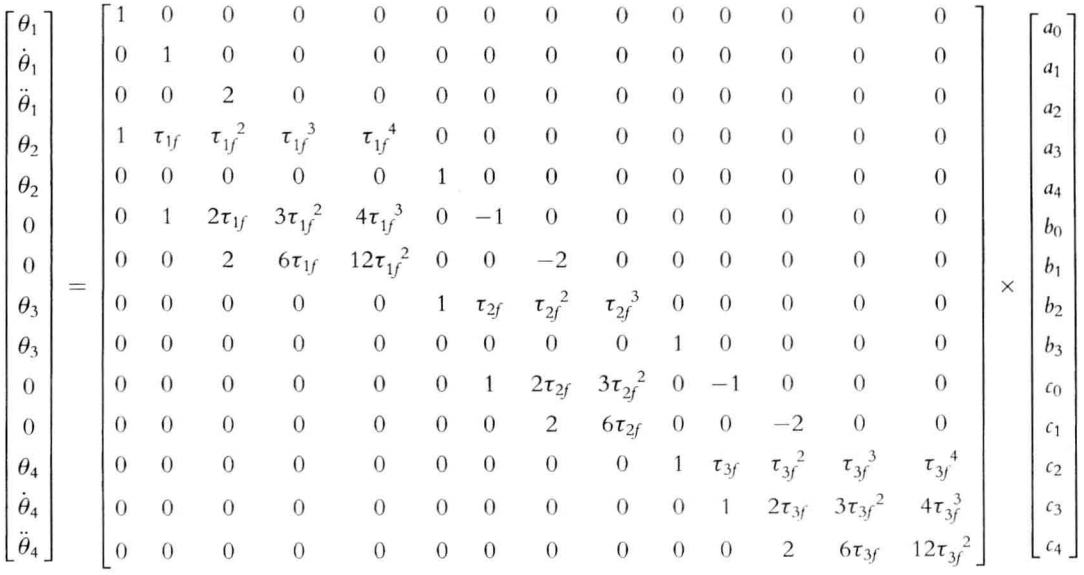 θ₁ 1 0 0 0 0 0 0 0 0 0 0 0 0 0 a₀
θ̇₁ 0 1 0 0 0 0 0 0 0 0 0 0 0 0 a₁
θ̈₁ 0 0 2 0 0 0 0 0 0 0 0 0 0 0 a₂
θ₂ 1 τ₁f τ₁f² τ₁f³ τ₁f⁴ 0 0 0 0 0 0 0 0 0 a₃
θ₂ 0 0 0 0 0 1 0 0 0 0 0 0 0 0 a₄
0 0 1 2τ₁f 3τ₁f² 4τ₁f³ 0 −1 0 0 0 0 0 0 0 b₀
0 0 0 2 6τ₁f 12τ₁f² 0 0 −2 0 0 0 0 0 0 b₁
θ₃ = 0 0 0 0 0 1 τ₂f τ₂f² τ₂f³ 0 0 0 0 0 × b₂
θ₃ 0 0 0 0 0 0 0 0 0 1 0 0 0 0 b₃
0 0 0 0 0 0 0 1 2τ₂f 3τ₂f² 0 −1 0 0 0 c₀
0 0 0 0 0 0 0 0 2 6τ₂f 0 0 −2 0 0 c₁
θ₄ 0 0 0 0 0 0 0 0 0 1 τ₃f τ₃f² τ₃f³ τ₃f⁴ c₂
θ̇₄ 0 0 0 0 0 0 0 0 0 0 1 2τ₃f 3τ₃f² 4τ₃f³ c₃
θ̈₄ 0 0 0 0 0 0 0 0 0 0 0 2 6τ₃f 12τ₃f² c₄